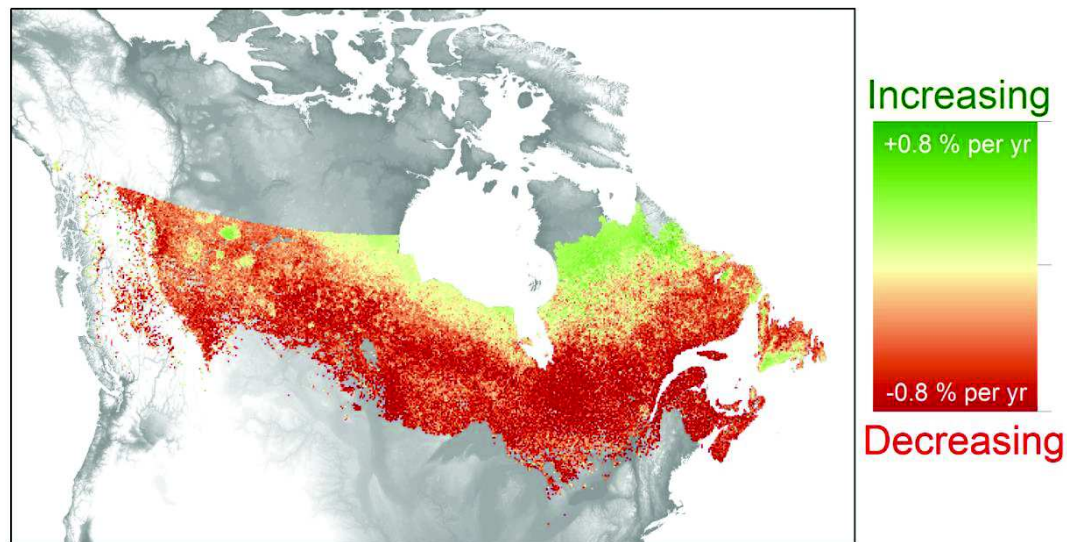 Increasing
+0.8 % per yr
-0.8 % per yr
Decreasing